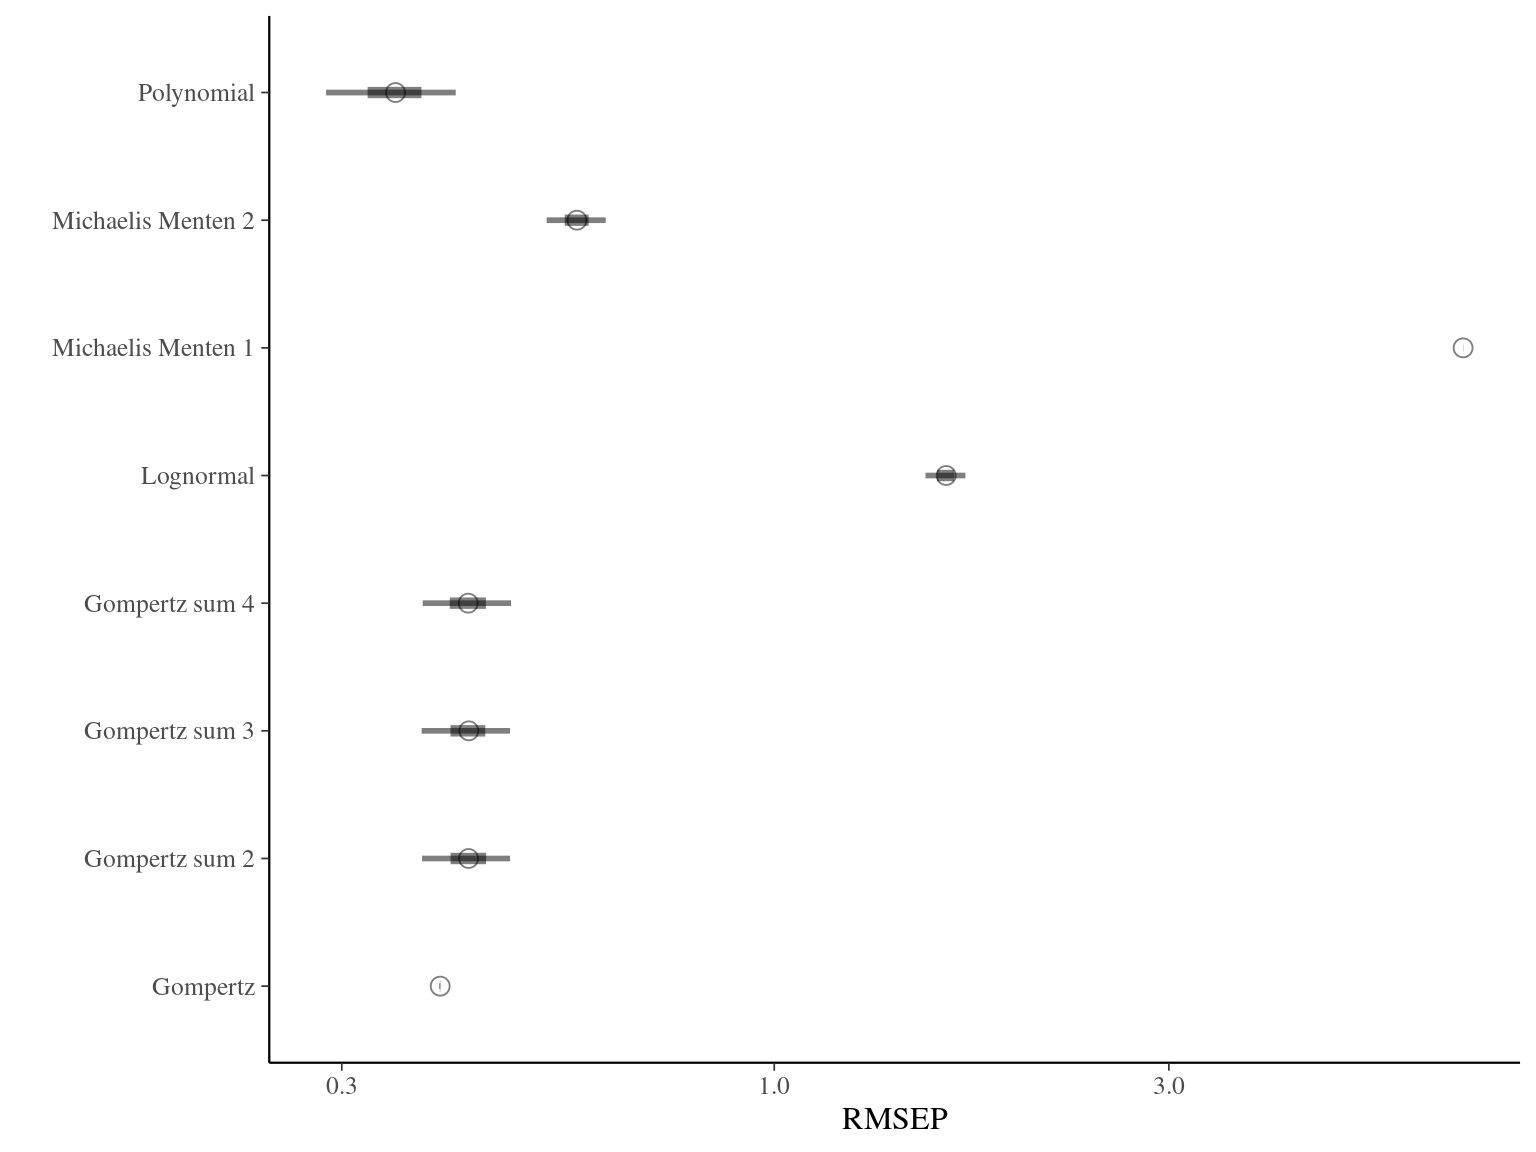 Polynomial
Michaelis Menten 2
Michaelis Menten 1
Lognormal
Gompertz sum 4
Gompertz sum 3
Gompertz sum 2
Gompertz
0.3 1.0 3.0
RMSEP